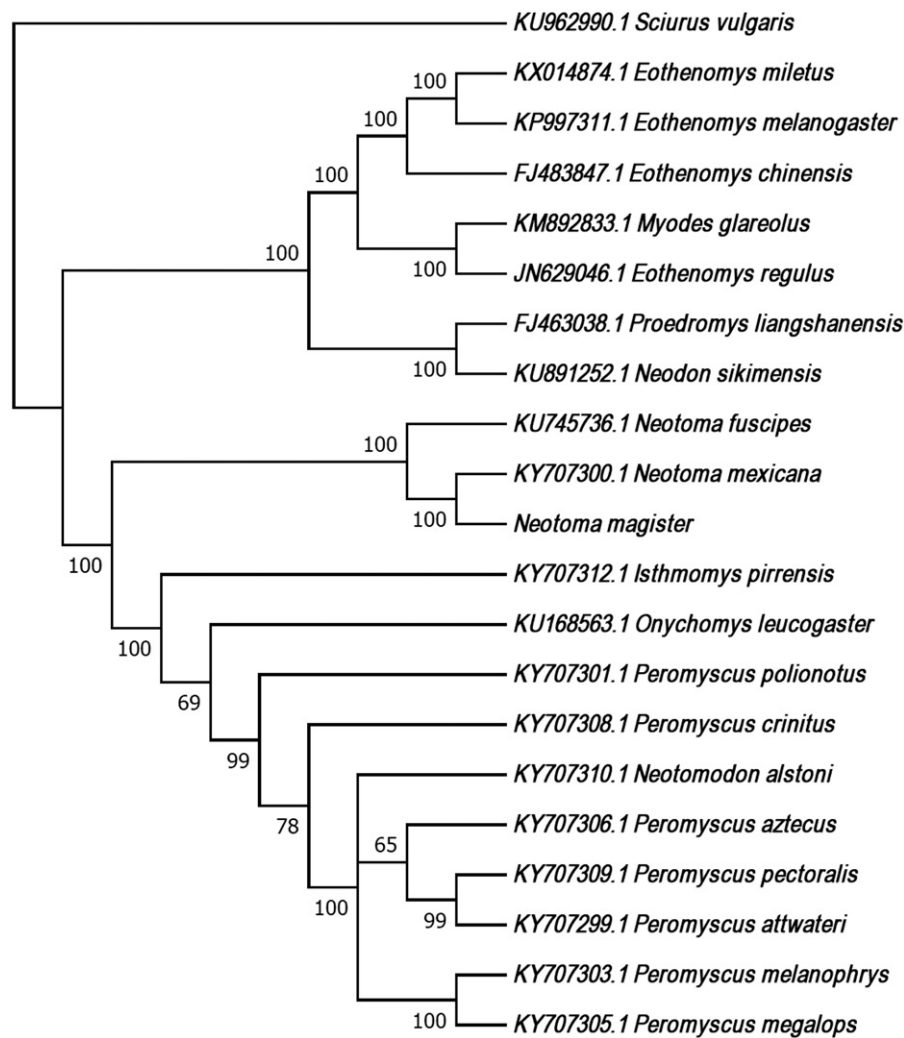 KU962990.1 Sciurus vulgaris
100
KX014874.1 Eothenomys miletus
100
KP997311.1 Eothenomys melanogaster
100
FJ483847.1 Eothenomys chinensis
100
KM892833.1 Myodes glareolus
100
JN629046.1 Eothenomys regulus
FJ463038.1 Proedromys liangshanensis
100
KU891252.1 Neodon sikimensis
KU745736.1 Neotoma fuscipes
100
KY707300.1 Neotoma mexicana
100
Neotoma magister
100
KY707312.1 Isthmomys pirrensis
100
KU168563.1 Onychomys leucogaster
69
KY707301.1 Peromyscus polionotus
99
KY707308.1 Peromyscus crinitus
78
KY707310.1 Neotomodon alstoni
KY707306.1 Peromyscus aztecus
65
KY707309.1 Peromyscus pectoralis
100
99
KY707299.1 Peromyscus attwateri
KY707303.1 Peromyscus melanophrys
100
KY707305.1 Peromyscus megalops